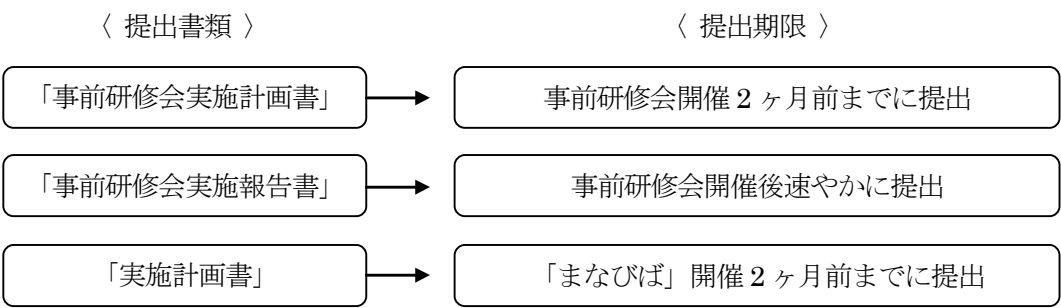 〈 提出書類 〉 〈 提出期限 〉
「事前研修会実施計画書」 事前研修会開催2ヶ月前までに提出
「事前研修会実施報告書」 事前研修会開催後速やかに提出
「実施計画書」 「まなびば」開催2ヶ月前までに提出